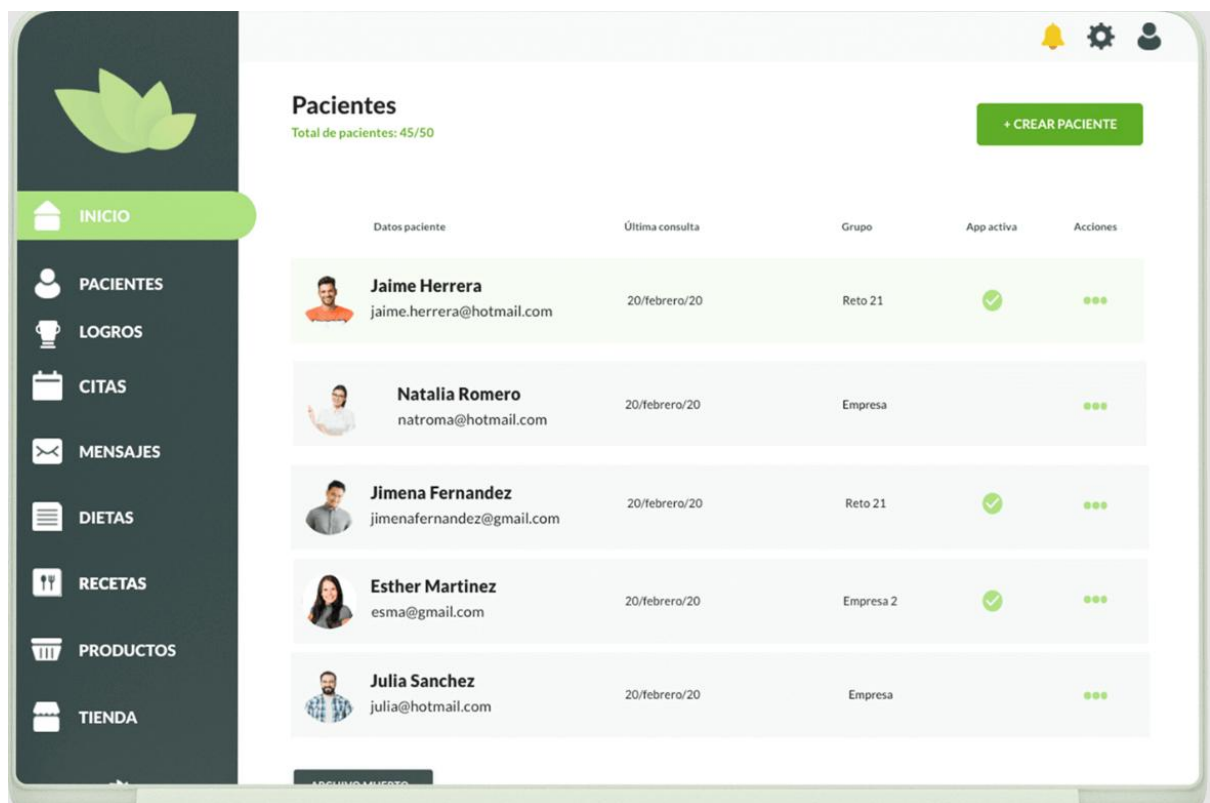 Pacientes
Total de pacientes: 45/50
+ CREAR PACIENTE
INICIO
PACIENTES
LOGROS
CITAS
MENSAJES
DIETAS
RECETAS
PRODUCTOS
TIENDA
Datos paciente Última consulta Grupo App activa Acciones
Jaime Herrera
jaime.herrera@hotmail.com
20/febrero/20 Reto 21
Natalia Romero
natroma@hotmail.com
20/febrero/20 Empresa
Jimena Fernandez
jimenafernandez@gmail.com
20/febrero/20 Reto 21
Esther Martinez
esma@gmail.com
20/febrero/20 Empresa 2
Julia Sanchez
julia@hotmail.com
20/febrero/20 Empresa
ARCHIVO MUERTO